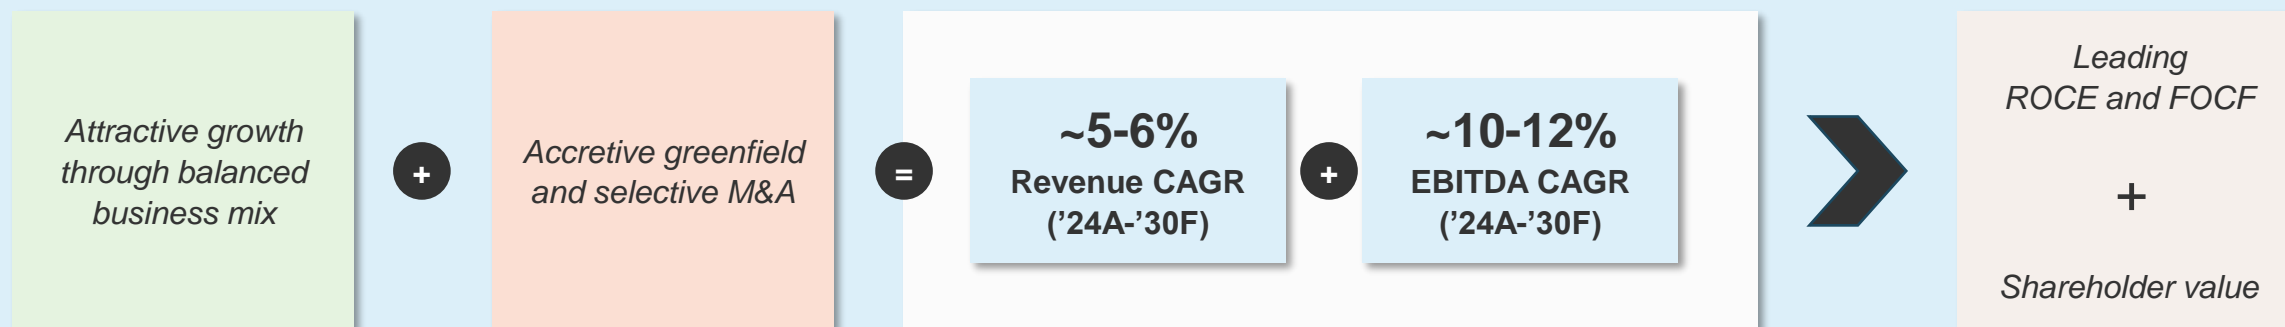 Attractive growth
through balanced
business mix
+
Accretive greenfield
and selective M&A
=
~5-6%
Revenue CAGR
(’24A-’30F)
+
~10-12%
EBITDA CAGR
(’24A-’30F)
Leading
ROCE and FOCF
+
Shareholder value